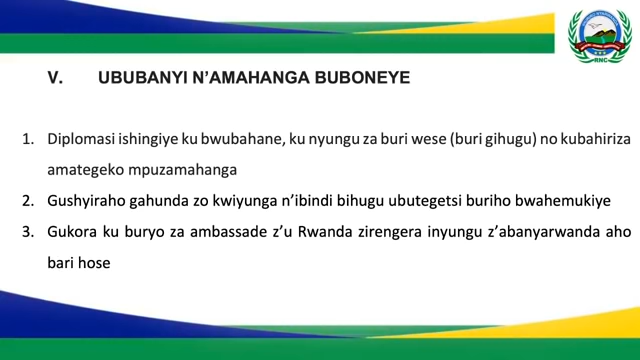 RNC
V. UBUBANYI N’AMAHANGA BUBONEYE
1. Diplomasi ishingiye ku bwubahane, ku nyungu za buri wese (buri gihugu) no kubahiriza
amategeko mpuzamahanga
2. Gushyiraho gahunda zo kwiyunga n’ibindi bihugu ubutegetsi buriho bwahemukiye
3. Gukora ku buryo za ambassade z’u Rwanda zirengera inyungu z’abanyarwanda aho
bari hose